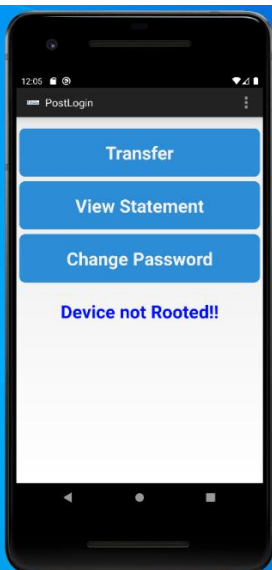 12:05
PostLogin
Transfer
View Statement
Change Password
Device not Rooted!!